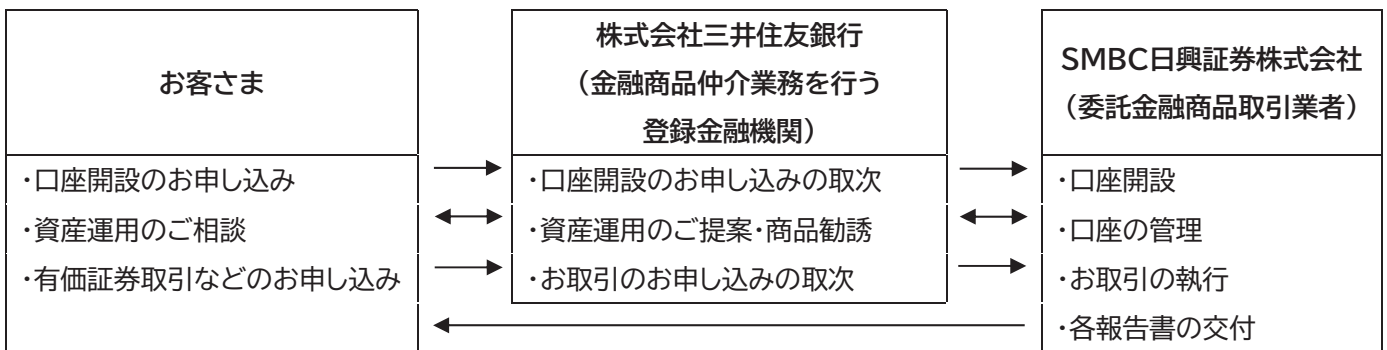 お客さま
株式会社三井住友銀行
（金融商品仲介業務を行う
登録金融機関）
SMBC日興証券株式会社
（委託金融商品取引業者）
・口座開設のお申し込み
・資産運用のご相談
・有価証券取引などのお申し込み
・口座開設のお申し込みの取次
・資産運用のご提案・商品勧誘
・お取引のお申し込みの取次
・口座開設
・口座の管理
・お取引の執行
・各報告書の交付